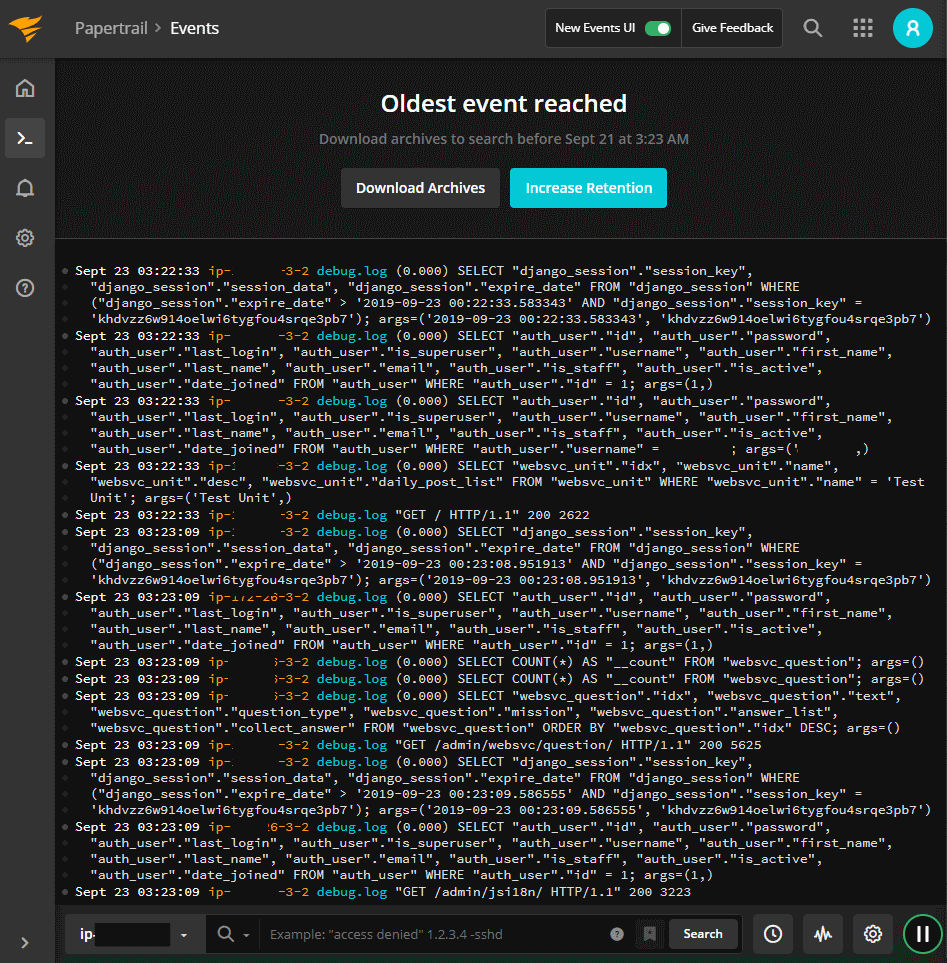 Papertrail > Events
New Events UI
Give Feedback
Oldest event reached
Download archives to search before Sept 21 at 3:23 AM
Download Archives
Increase Retention
Sept 23 03:22:33 ip- -3-2 debug.log (0.000) SELECT "django_session"."session_key",
"django_session"."session_data", "django_session"."expire_date" FROM "django_session" WHERE
("django_session"."expire_date" > '2019-09-23 00:22:33.583343' AND "django_session"."session_key" =
'khdvzz6w914oelwi6tygfou4srqe3pb7'); args=('2019-09-23 00:22:33.583343', 'khdvzz6w914oelwi6tygfou4srqe3pb7')
Sept 23 03:22:33 ip- -3-2 debug.log (0.000) SELECT "auth_user"."id", "auth_user"."password",
"auth_user"."last_login", "auth_user"."is_superuser", "auth_user"."username", "auth_user"."first_name",
"auth_user"."last_name", "auth_user"."email", "auth_user"."is_staff", "auth_user"."is_active",
"auth_user"."date_joined" FROM "auth_user" WHERE "auth_user"."id" = 1; args=(1,)
Sept 23 03:22:33 ip- -3-2 debug.log (0.000) SELECT "auth_user"."id", "auth_user"."password",
"auth_user"."last_login", "auth_user"."is_superuser", "auth_user"."username", "auth_user"."first_name",
"auth_user"."last_name", "auth_user"."email", "auth_user"."is_staff", "auth_user"."is_active",
"auth_user"."date_joined" FROM "auth_user" WHERE "auth_user"."username" = ; args=(' ,)
Sept 23 03:22:33 ip- -3-2 debug.log (0.000) SELECT "websvc_unit"."idx", "websvc_unit"."name",
"websvc_unit"."desc", "websvc_unit"."daily_post_list" FROM "websvc_unit" WHERE "websvc_unit"."name" = 'Test
Unit'; args=('Test Unit',)
Sept 23 03:22:33 ip- -3-2 debug.log "GET / HTTP/1.1" 200 2622
Sept 23 03:23:09 ip- -3-2 debug.log (0.000) SELECT "django_session"."session_key",
"django_session"."session_data", "django_session"."expire_date" FROM "django_session" WHERE
("django_session"."expire_date" > '2019-09-23 00:23:08.951913' AND "django_session"."session_key" =
'khdvzz6w914oelwi6tygfou4srqe3pb7'); args=('2019-09-23 00:23:08.951913', 'khdvzz6w914oelwi6tygfou4srqe3pb7')
Sept 23 03:23:09 ip- -3-2 debug.log (0.000) SELECT "auth_user"."id", "auth_user"."password",
"auth_user"."last_login", "auth_user"."is_superuser", "auth_user"."username", "auth_user"."first_name",
"auth_user"."last_name", "auth_user"."email", "auth_user"."is_staff", "auth_user"."is_active",
"auth_user"."date_joined" FROM "auth_user" WHERE "auth_user"."id" = 1; args=(1,)
Sept 23 03:23:09 ip- -3-2 debug.log (0.000) SELECT COUNT(*) AS "__count" FROM "websvc_question"; args=()
Sept 23 03:23:09 ip- -3-2 debug.log (0.000) SELECT COUNT(*) AS "__count" FROM "websvc_question"; args=()
Sept 23 03:23:09 ip- -3-2 debug.log (0.000) SELECT "websvc_question"."idx", "websvc_question"."text",
"websvc_question"."question_type", "websvc_question"."mission", "websvc_question"."answer_list",
"websvc_question"."collect_answer" FROM "websvc_question" ORDER BY "websvc_question"."idx" DESC; args=()
Sept 23 03:23:09 ip- -3-2 debug.log "GET /admin/websvc/question/ HTTP/1.1" 200 5625
Sept 23 03:23:09 ip- -3-2 debug.log (0.000) SELECT "django_session"."session_key",
"django_session"."session_data", "django_session"."expire_date" FROM "django_session" WHERE
("django_session"."expire_date" > '2019-09-23 00:23:09.586555' AND "django_session"."session_key" =
'khdvzz6w914oelwi6tygfou4srqe3pb7'); args=('2019-09-23 00:23:09.586555', 'khdvzz6w914oelwi6tygfou4srqe3pb7')
Sept 23 03:23:09 ip- 6-3-2 debug.log (0.000) SELECT "auth_user"."id", "auth_user"."password",
"auth_user"."last_login", "auth_user"."is_superuser", "auth_user"."username", "auth_user"."first_name",
"auth_user"."last_name", "auth_user"."email", "auth_user"."is_staff", "auth_user"."is_active",
"auth_user"."date_joined" FROM "auth_user" WHERE "auth_user"."id" = 1; args=(1,)
Sept 23 03:23:09 ip- -3-2 debug.log "GET /admin/jsi18n/ HTTP/1.1" 200 3223
ip-
Example: "access denied" 1.2.3.4 -sshd
Search